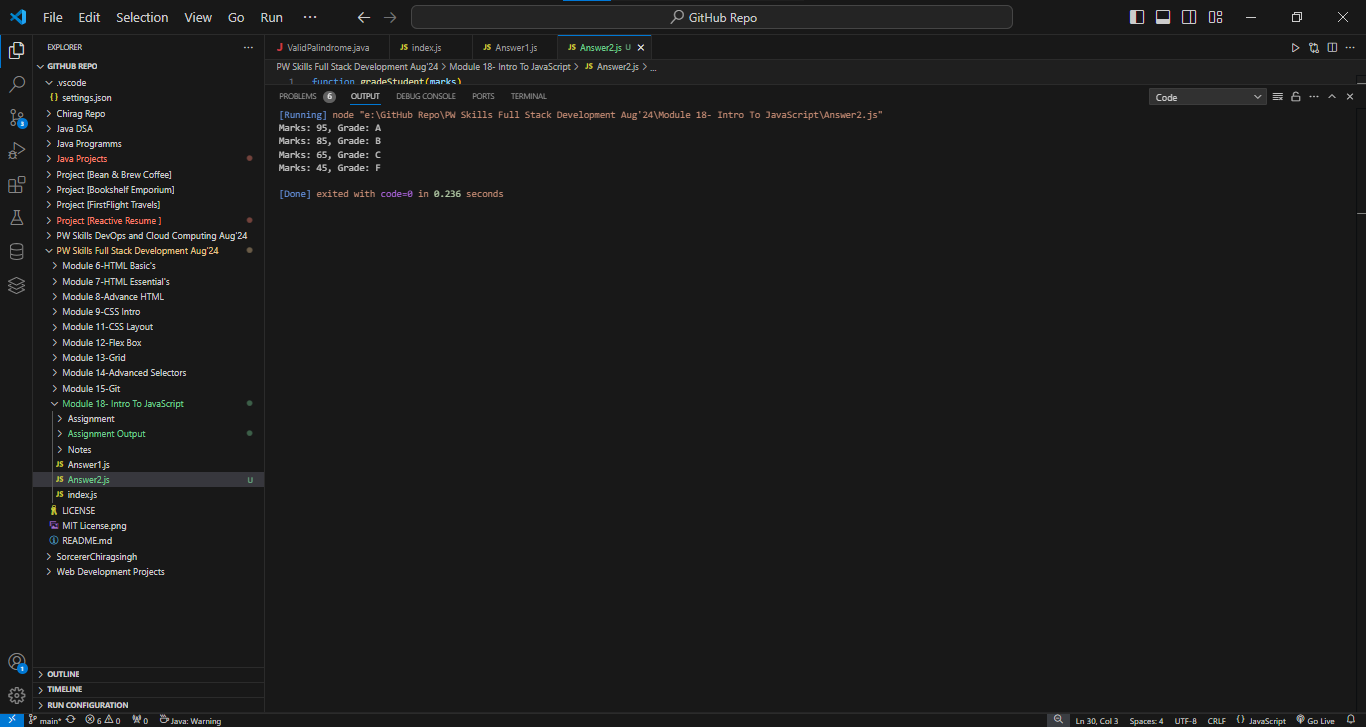 File Edit Selection View Go Run ··· GitHub Repo
EXPLORER ···
GITHUB REPO
.vscode
{} settings.json
Chirag Repo
Java DSA
Java Programms
Java Projects
Project [Bean & Brew Coffee]
Project [Bookshelf Emporium]
Project [FirstFlight Travels]
Project [Reactive Resume ]
PW Skills DevOps and Cloud Computing Aug'24
PW Skills Full Stack Development Aug'24
Module 6-HTML Basic's
Module 7-HTML Essential's
Module 8-Advance HTML
Module 9-CSS Intro
Module 11-CSS Layout
Module 12-Flex Box
Module 13-Grid
Module 14-Advanced Selectors
Module 15-Git
Module 18- Intro To JavaScript
Assignment
Assignment Output
Notes
JS Answer1.js
JS Answer2.js U
JS index.js
LICENSE
MIT License.png
README.md
SorcererChiragsingh
Web Development Projects
OUTLINE
TIMELINE
RUN CONFIGURATION
3
1
J ValidPalindrome.java JS index.js JS Answer1.js JS Answer2.js U
PW Skills Full Stack Development Aug'24 > Module 18- Intro To JavaScript > JS Answer2.js > ...
1 function gradeStudent(marks)
PROBLEMS 6 OUTPUT DEBUG CONSOLE PORTS TERMINAL Code
[Running] node "e:\GitHub Repo\PW Skills Full Stack Development Aug'24\Module 18- Intro To JavaScript\Answer2.js"
Marks: 95, Grade: A
Marks: 85, Grade: B
Marks: 65, Grade: C
Marks: 45, Grade: F
[Done] exited with code=0 in 0.236 seconds
main* 6 0 0 Java: Warning Ln 30, Col 3 Spaces: 4 UTF-8 CRLF {} JavaScript Go Live